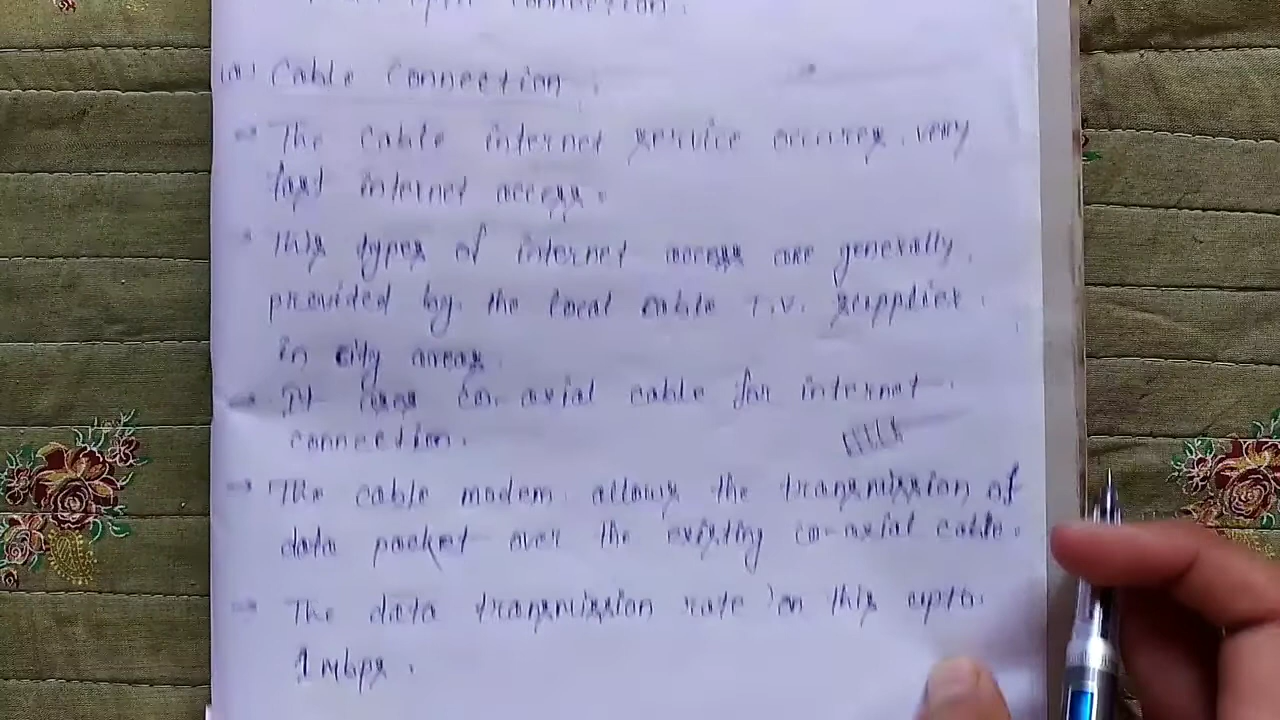 connection.
Cable Connection.
→ The cable internet service accures very
fast internet access.
→ This types of internet access are generally
provided by the local cable T.V. supplier
in city areas.
→ It uses co-axial cable for internet
connection.
→ The cable modem allows the transmission of
data packet over the existing co-axial cable.
→ The data transmission rate in this upto
1 mbps.